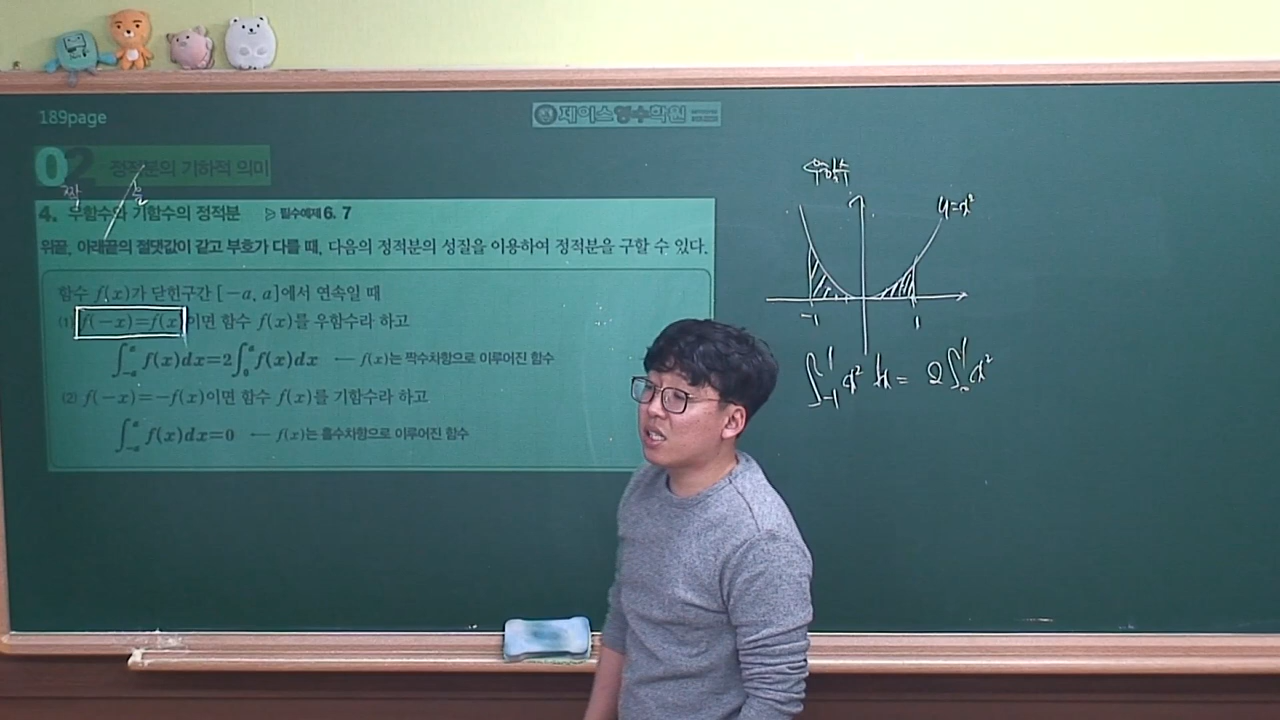 189page
제이스영수학원
02 정적분의 기하적 의미
짝 홀
4. 우함수와 기함수의 정적분 ▷ 필수예제 6, 7
위끝, 아래끝의 절댓값이 같고 부호가 다를 때, 다음의 정적분의 성질을 이용하여 정적분을 구할 수 있다.
함수 f(x)가 닫힌구간 [-a, a]에서 연속일 때
(1) f(-x)=f(x)이면 함수 f(x)를 우함수라 하고
∫_{-a}^{a} f(x)dx=2∫_{0}^{a} f(x)dx ← f(x)는 짝수차항으로 이루어진 함수
(2) f(-x)=-f(x)이면 함수 f(x)를 기함수라 하고
∫_{-a}^{a} f(x)dx=0 ← f(x)는 홀수차항으로 이루어진 함수
우함수
y=x²
-1 1
∫_{-1}^{1} x² dx = 2∫_{0}^{1} x²